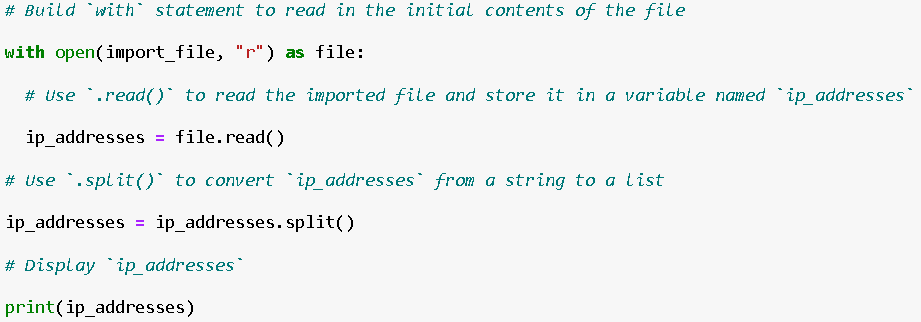 # Build `with` statement to read in the initial contents of the file
with open(import_file, "r") as file:
  # Use `.read()` to read the imported file and store it in a variable named `ip_addresses`
  ip_addresses = file.read()
# Use `.split()` to convert `ip_addresses` from a string to a list
ip_addresses = ip_addresses.split()
# Display `ip_addresses`
print(ip_addresses)